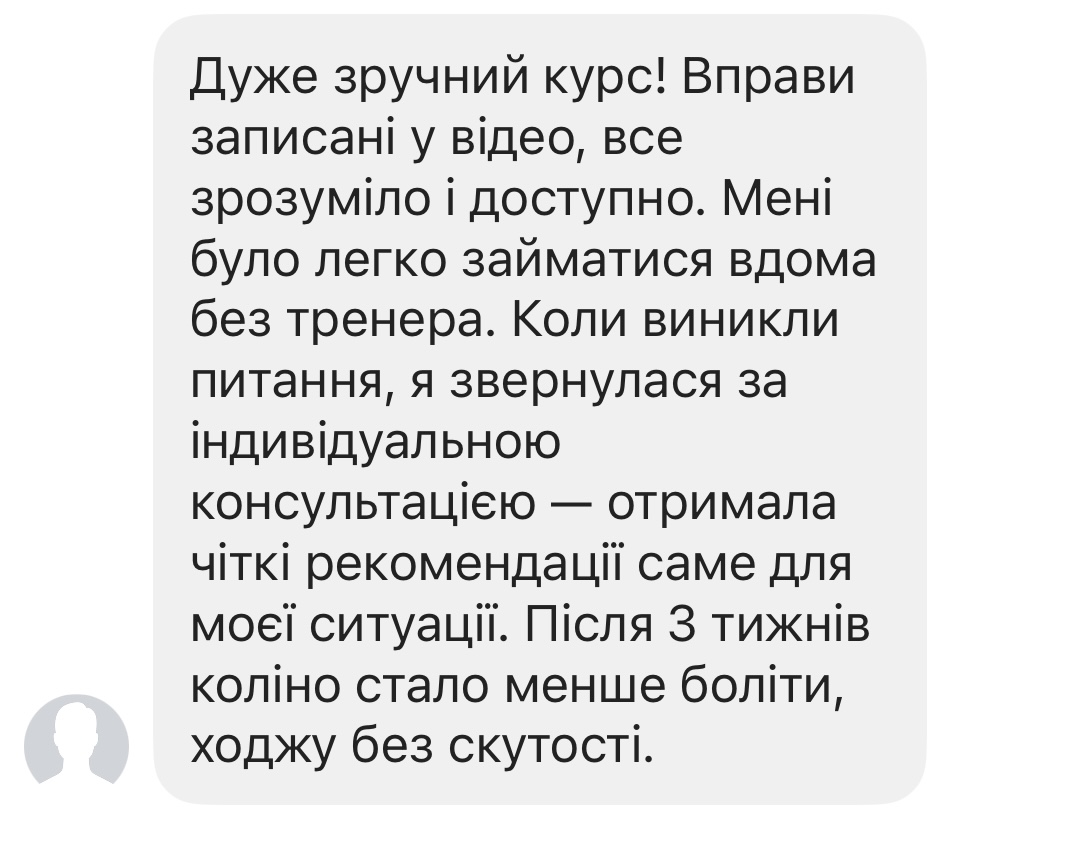 Дуже зручний курс! Вправи
записані у відео, все
зрозуміло і доступно. Мені
було легко займатися вдома
без тренера. Коли виникли
питання, я звернулася за
індивідуальною
консультацією — отримала
чіткі рекомендації саме для
моєї ситуації. Після 3 тижнів
коліно стало менше боліти,
ходжу без скутості.